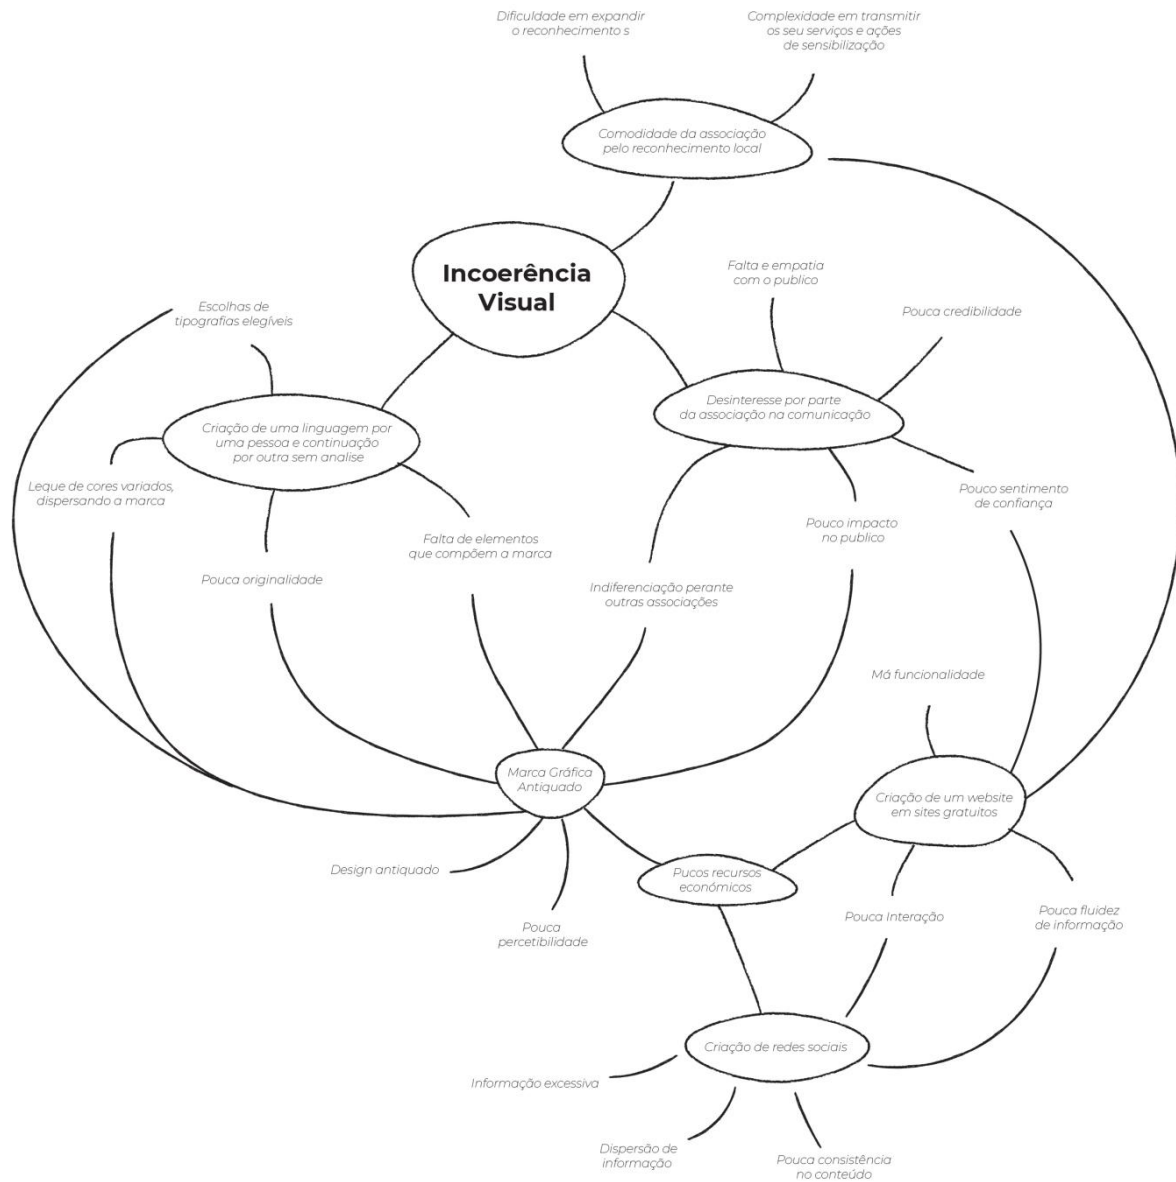 Dificuldade em expandir
o reconhecimento s
Complexidade em transmitir
os seu serviços e ações
de sensibilização
Comodidade da associação
pelo reconhecimento local
Incoerência
Visual
Falta e empatia
com o publico
Pouca credibilidade
Escolhas de
tipografias elegíveis
Desinteresse por parte
da associação na comunicação
Criação de uma linguagem por
uma pessoa e continuação
por outra sem analise
Leque de cores variados,
dispersando a marca
Pouco sentimento
de confiança
Pouco impacto
no publico
Falta de elementos
que compõem a marca
Pouca originalidade
Indiferenciação perante
outras associações
Má funcionalidade
Marca Gráfica
Antiquado
Criação de um website
em sites gratuitos
Design antiquado
Pucos recursos
económicos
Pouca
percetibilidade
Pouca Interação
Pouca fluidez
de informação
Criação de redes sociais
Informação excessiva
Dispersão de
informação
Pouca consistência
no conteúdo